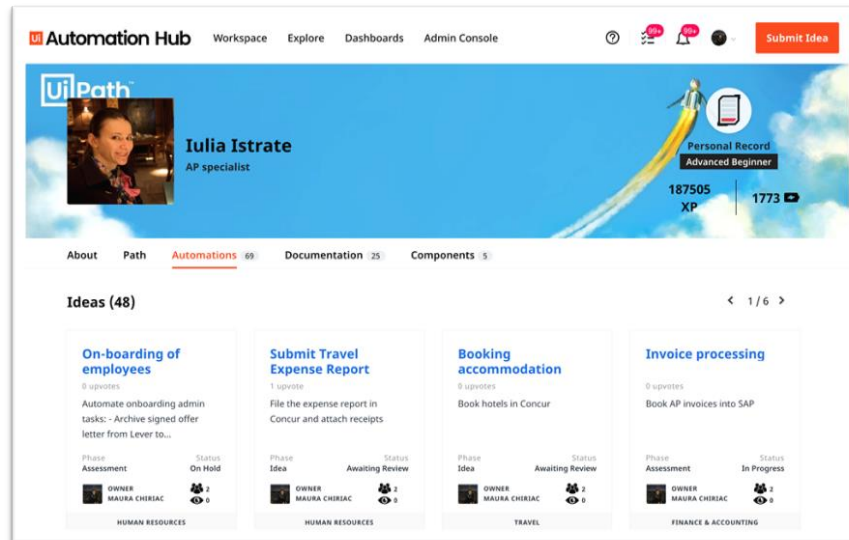 Ui Automation Hub Workspace Explore Dashboards Admin Console 99+ 99+ Submit Idea
UiPath
Iulia Istrate
AP specialist
Personal Record
Advanced Beginner
187505 XP
1773
About Path Automations 69 Documentation 25 Components 5
Ideas (48)
1 / 6
On-boarding of
employees
0 upvotes
Automate onboarding admin
tasks: - Archive signed offer
letter from Lever to...
Phase Status
Assessment On Hold
OWNER 2
MAURA CHIRIAC 0
HUMAN RESOURCES
Submit Travel
Expense Report
1 upvote
File the expense report in
Concur and attach receipts
Phase Status
Idea Awaiting Review
OWNER 2
MAURA CHIRIAC 0
HUMAN RESOURCES
Booking
accommodation
0 upvotes
Book hotels in Concur
Phase Status
Idea Awaiting Review
OWNER 2
MAURA CHIRIAC 0
TRAVEL
Invoice processing
0 upvotes
Book AP invoices into SAP
Phase Status
Assessment In Progress
OWNER 2
MAURA CHIRIAC 0
FINANCE & ACCOUNTING